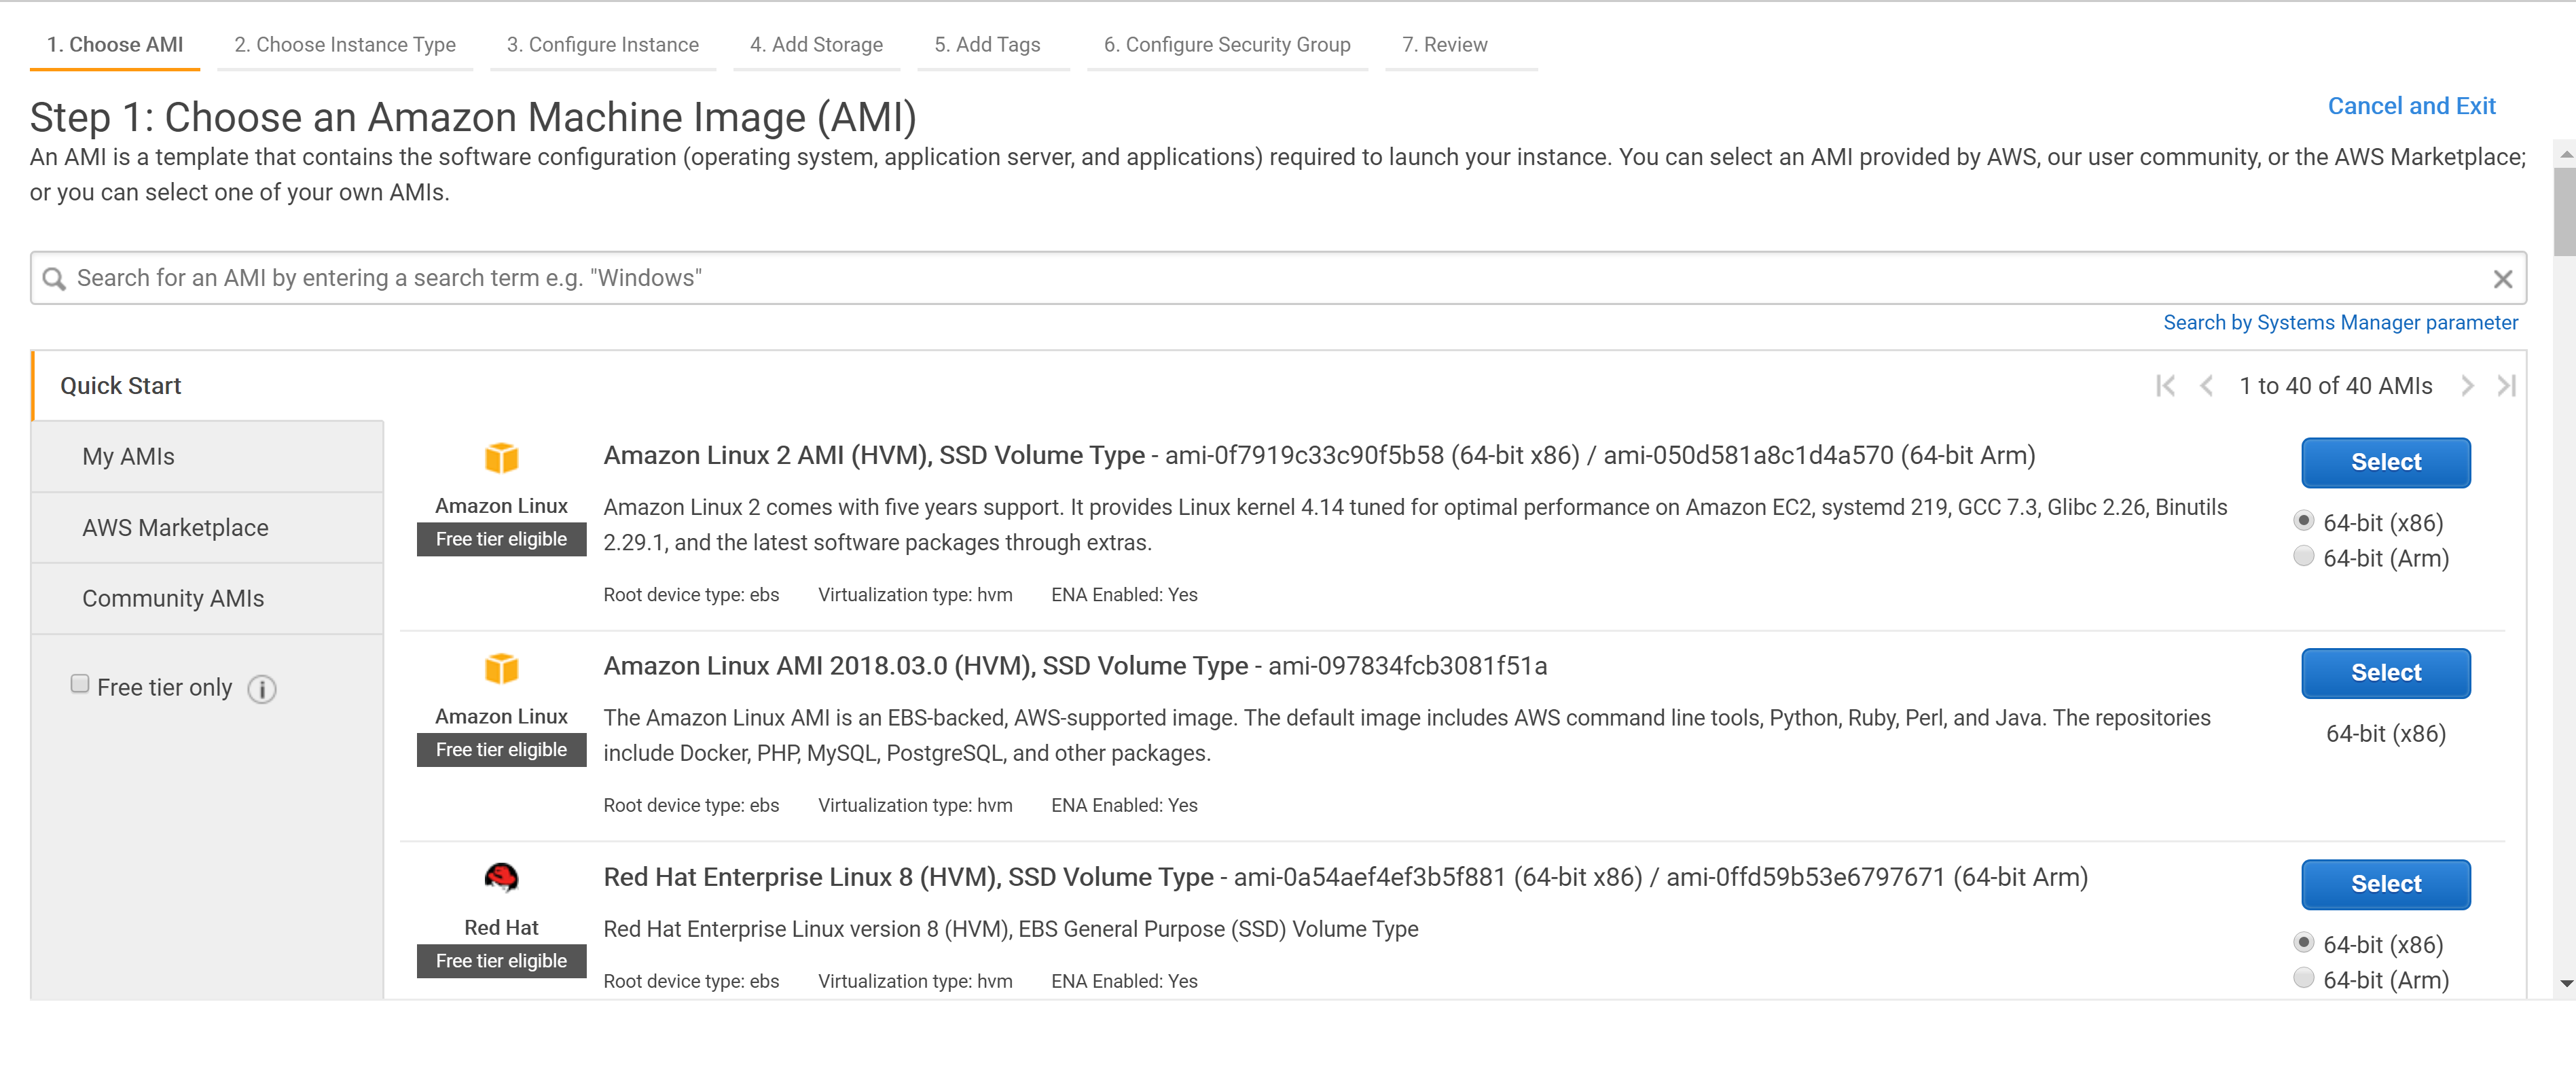 1. Choose AMI 2. Choose Instance Type 3. Configure Instance 4. Add Storage 5. Add Tags 6. Configure Security Group 7. Review
Step 1: Choose an Amazon Machine Image (AMI)
Cancel and Exit
An AMI is a template that contains the software configuration (operating system, application server, and applications) required to launch your instance. You can select an AMI provided by AWS, our user community, or the AWS Marketplace;
or you can select one of your own AMIs.
Search for an AMI by entering a search term e.g. "Windows"
Search by Systems Manager parameter
Quick Start
1 to 40 of 40 AMIs
My AMIs
AWS Marketplace
Community AMIs
Free tier only
Amazon Linux
Free tier eligible
Amazon Linux 2 AMI (HVM), SSD Volume Type - ami-0f7919c33c90f5b58 (64-bit x86) / ami-050d581a8c1d4a570 (64-bit Arm)
Amazon Linux 2 comes with five years support. It provides Linux kernel 4.14 tuned for optimal performance on Amazon EC2, systemd 219, GCC 7.3, Glibc 2.26, Binutils
2.29.1, and the latest software packages through extras.
Root device type: ebs Virtualization type: hvm ENA Enabled: Yes
Select
64-bit (x86)
64-bit (Arm)
Amazon Linux
Free tier eligible
Amazon Linux AMI 2018.03.0 (HVM), SSD Volume Type - ami-097834fcb3081f51a
The Amazon Linux AMI is an EBS-backed, AWS-supported image. The default image includes AWS command line tools, Python, Ruby, Perl, and Java. The repositories
include Docker, PHP, MySQL, PostgreSQL, and other packages.
Root device type: ebs Virtualization type: hvm ENA Enabled: Yes
Select
64-bit (x86)
Red Hat
Free tier eligible
Red Hat Enterprise Linux 8 (HVM), SSD Volume Type - ami-0a54aef4ef3b5f881 (64-bit x86) / ami-0ffd59b53e6797671 (64-bit Arm)
Red Hat Enterprise Linux version 8 (HVM), EBS General Purpose (SSD) Volume Type
Root device type: ebs Virtualization type: hvm ENA Enabled: Yes
Select
64-bit (x86)
64-bit (Arm)